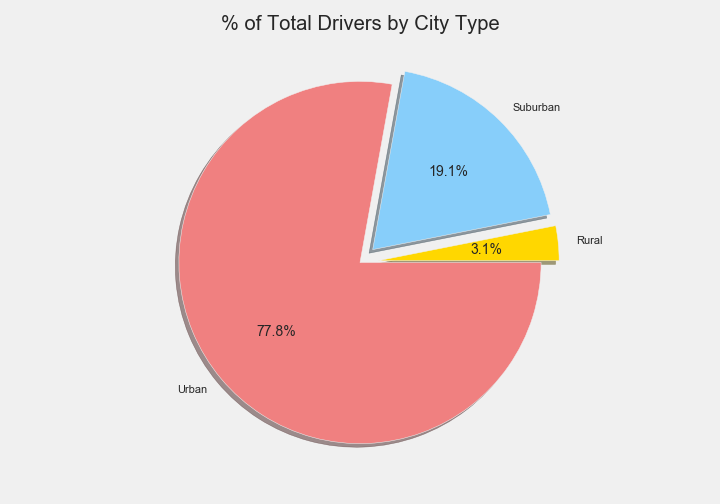 % of Total Drivers by City Type
Suburban
19.1%
Rural
3.1%
77.8%
Urban